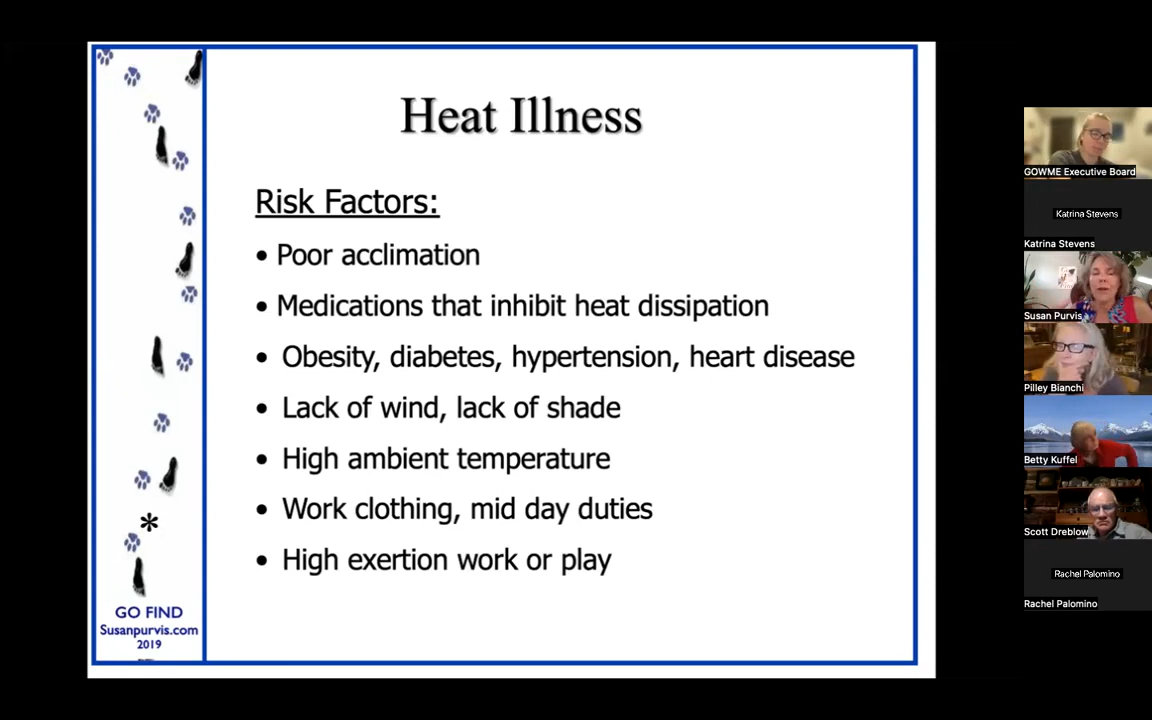 Heat Illness
Risk Factors:
• Poor acclimation
• Medications that inhibit heat dissipation
• Obesity, diabetes, hypertension, heart disease
• Lack of wind, lack of shade
• High ambient temperature
• Work clothing, mid day duties
• High exertion work or play
*
GO FIND
Susanpurvis.com
2019
GOWME Executive Board
Katrina Stevens
Katrina Stevens
Susan Purvis
Pilley Bianchi
Betty Kuffel
Scott Dreblow
Rachel Palomino
Rachel Palomino